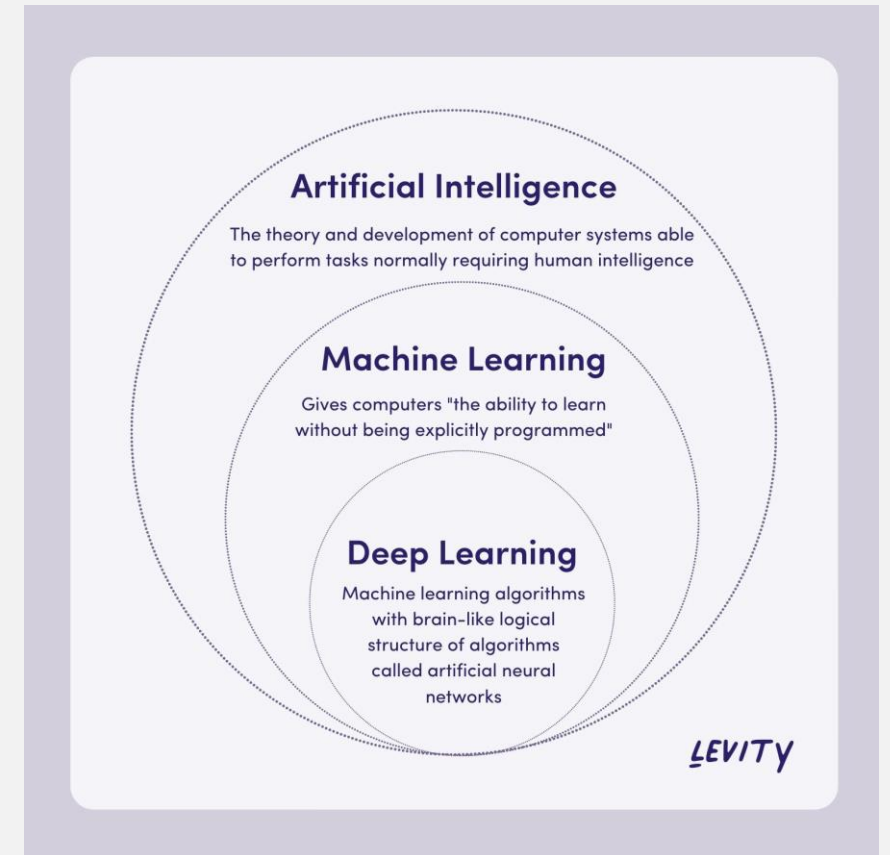 Artificial Intelligence
The theory and development of computer systems able
to perform tasks normally requiring human intelligence
Machine Learning
Gives computers "the ability to learn
without being explicitly programmed"
Deep Learning
Machine learning algorithms
with brain-like logical
structure of algorithms
called artificial neural
networks
LEVITY